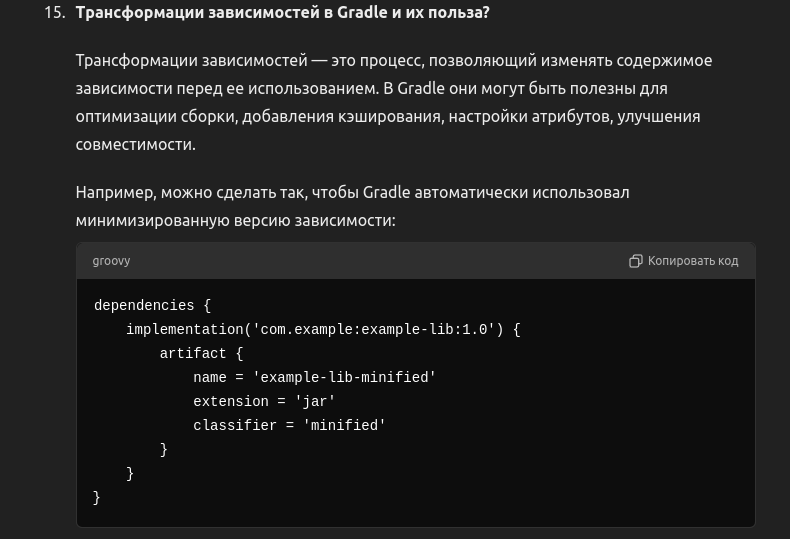 15. Трансформации зависимостей в Gradle и их польза?
Трансформации зависимостей — это процесс, позволяющий изменять содержимое
зависимости перед ее использованием. В Gradle они могут быть полезны для
оптимизации сборки, добавления кэширования, настройки атрибутов, улучшения
совместимости.
Например, можно сделать так, чтобы Gradle автоматически использовал
минимизированную версию зависимости:
groovy
Копировать код
dependencies {
    implementation('com.example:example-lib:1.0') {
        artifact {
            name = 'example-lib-minified'
            extension = 'jar'
            classifier = 'minified'
        }
    }
}